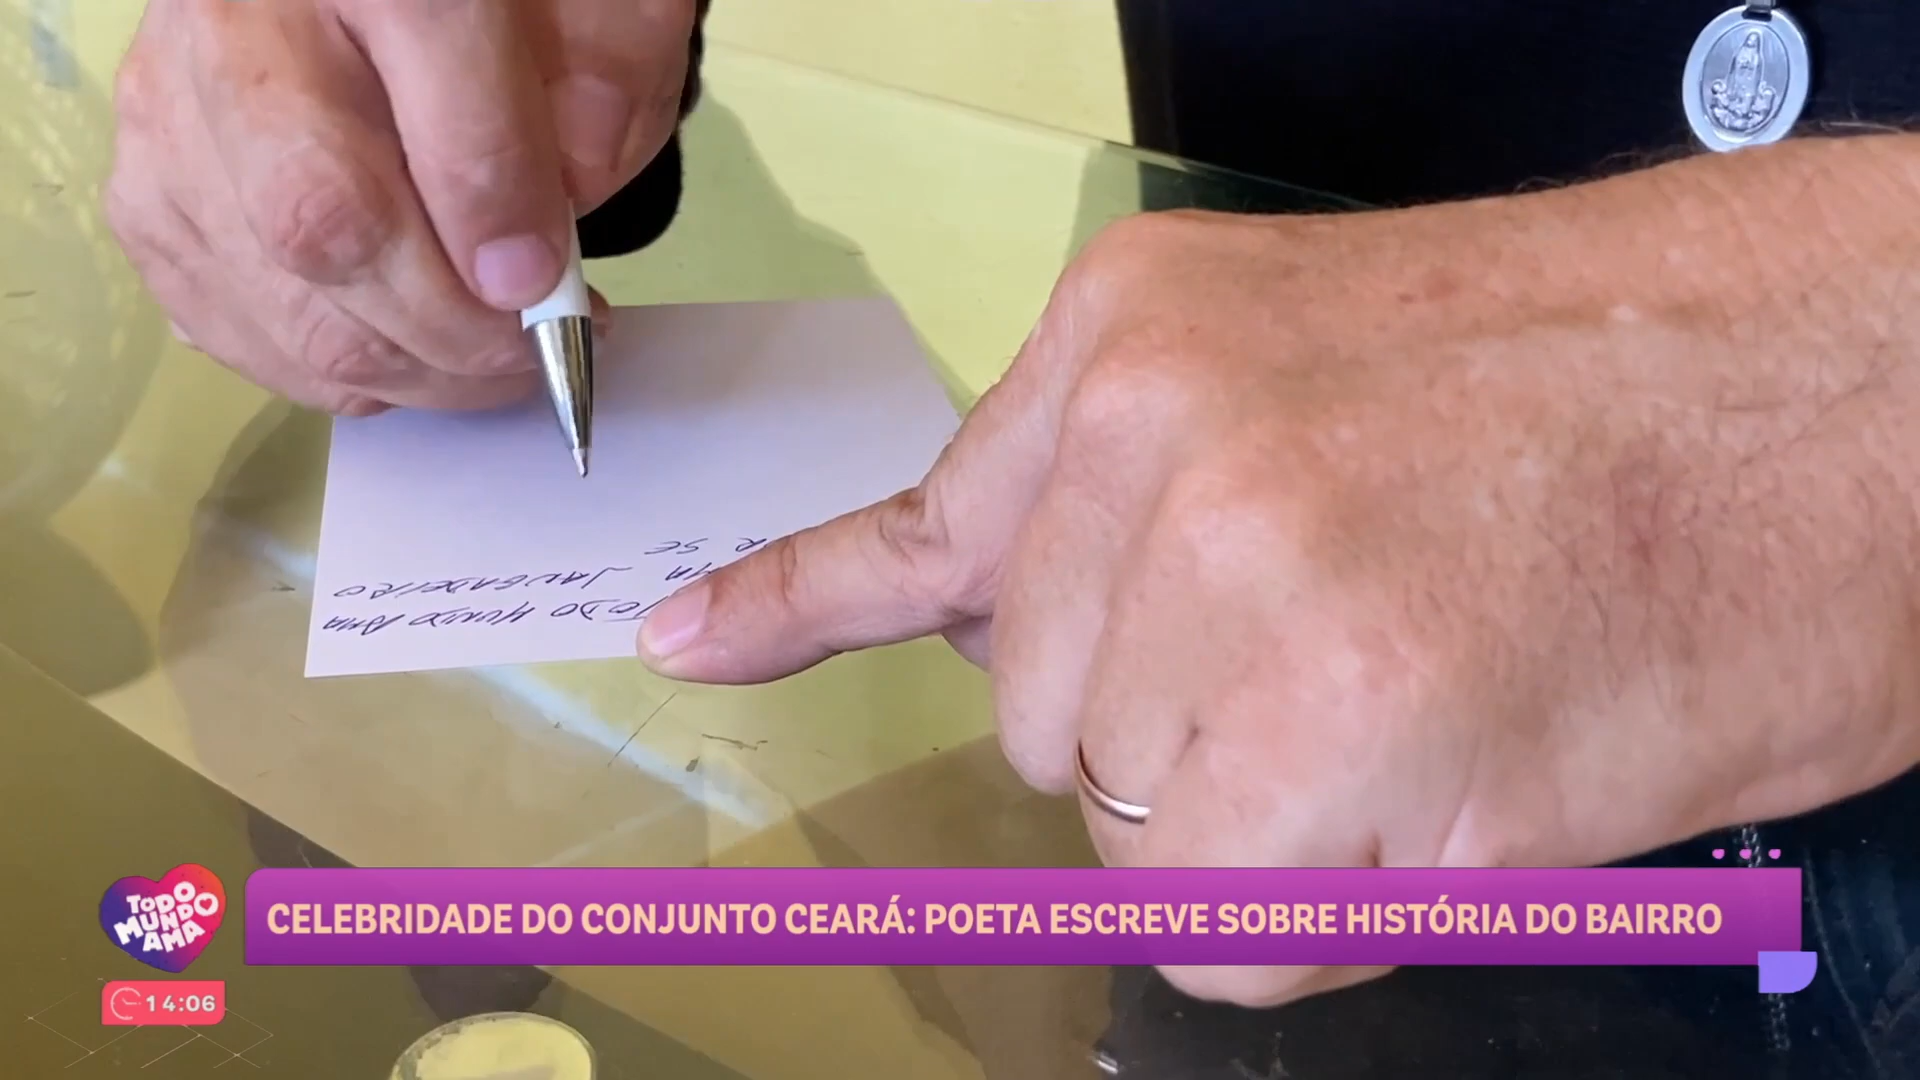 TODO MUNDO AMA
JANGADEIRO
SE
TODO
MUNDO
AMA
CELEBRIDADE DO CONJUNTO CEARÁ: POETA ESCREVE SOBRE HISTÓRIA DO BAIRRO
14:06